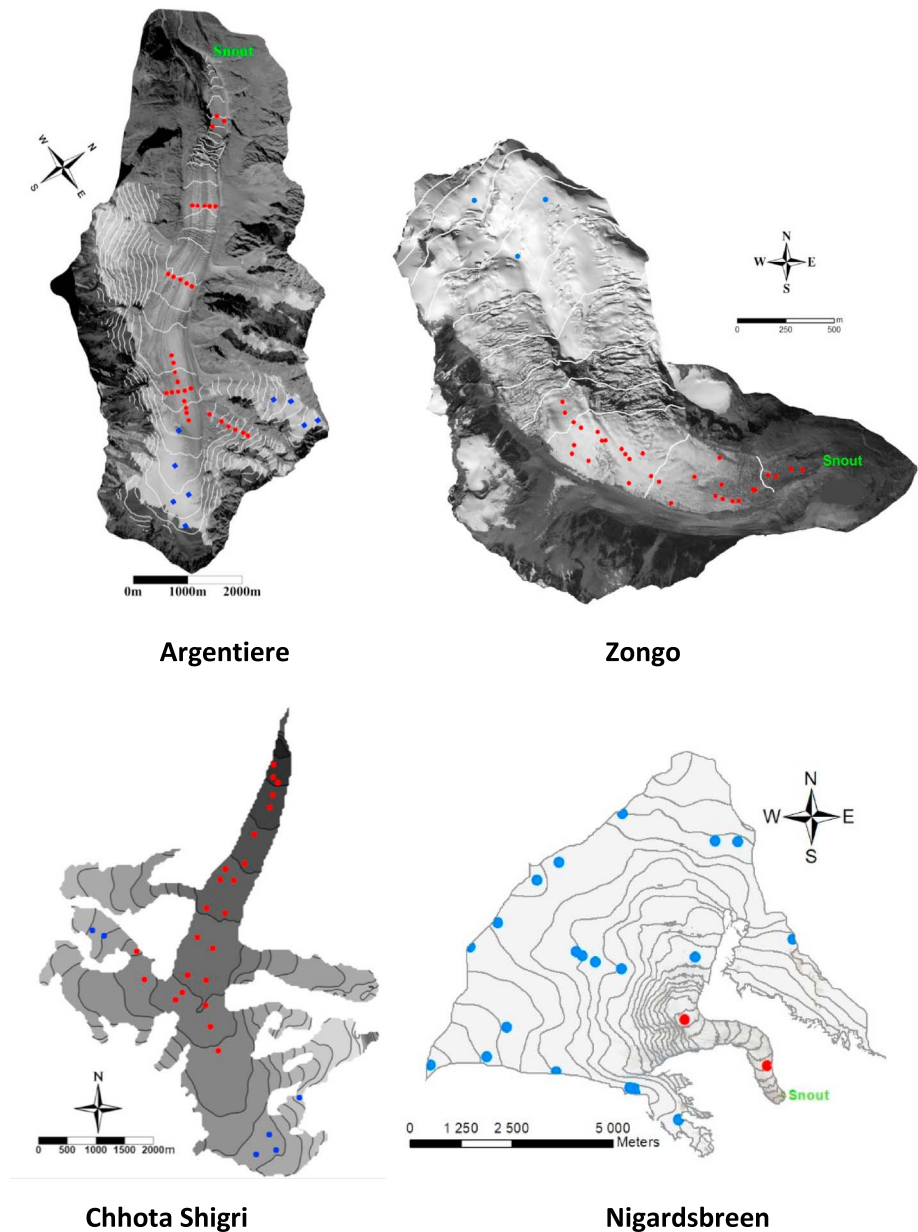 Snout
W
N
S
E
0m 1000m 2000m
Argentiere
N
W E
S
0 250 500 m
Snout
Zongo
N
0 500 1000 1500 2000m
Chhota Shigri
N
W E
S
Snout
0 1 250 2 500 5 000
Meters
Nigardsbreen